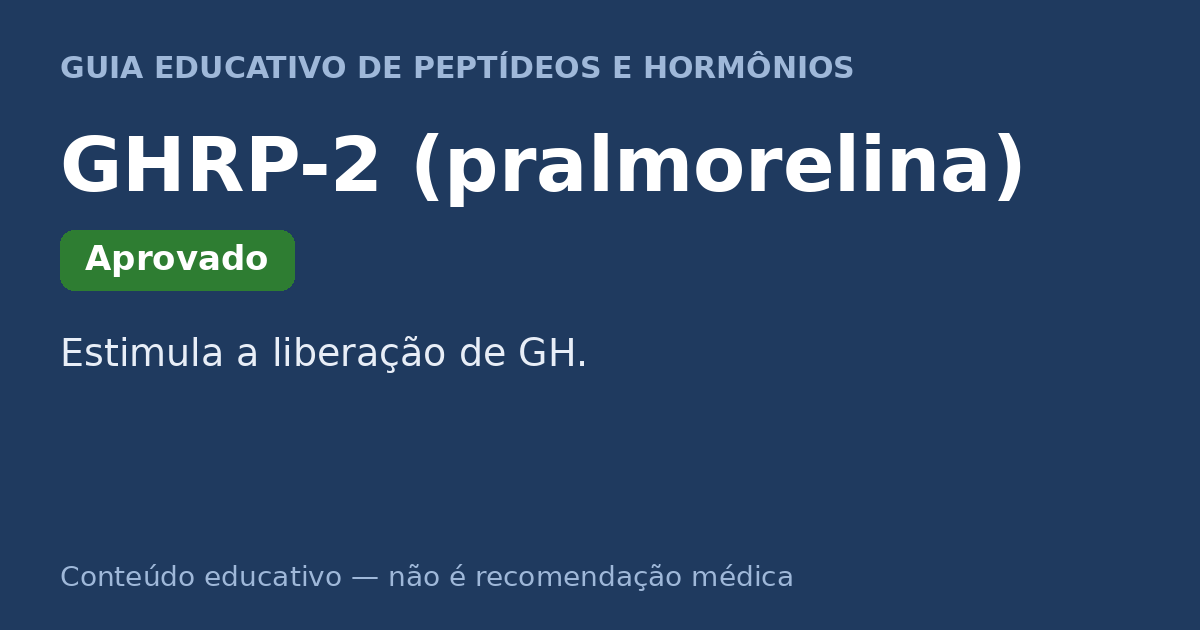 GUIA EDUCATIVO DE PEPTÍDEOS E HORMÔNIOS
GHRP-2 (pralmorelina)
Aprovado
Estimula a liberação de GH.
Conteúdo educativo — não é recomendação médica